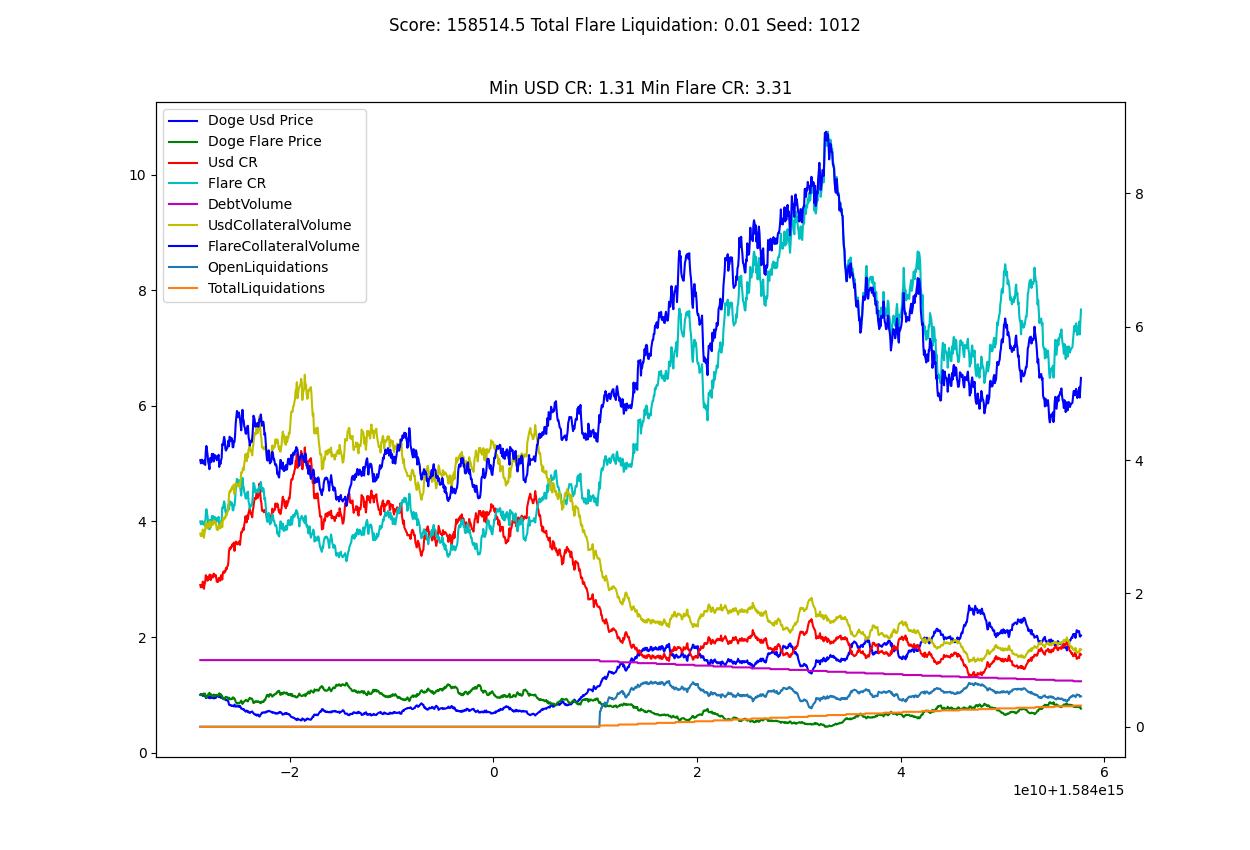 Score: 158514.5 Total Flare Liquidation: 0.01 Seed: 1012
Min USD CR: 1.31 Min Flare CR: 3.31
Doge Usd Price
Doge Flare Price
Usd CR
Flare CR
DebtVolume
UsdCollateralVolume
FlareCollateralVolume
OpenLiquidations
TotalLiquidations
10
8
6
4
2
0
8
6
4
2
0
−2
0
2
4
6
1e10+1.584e15